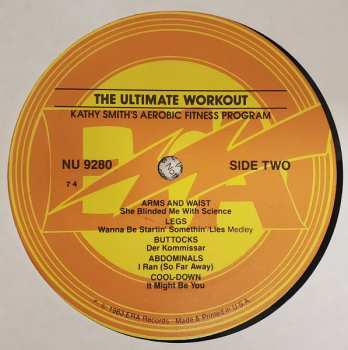 THE ULTIMATE WORKOUT
KATHY SMITH'S AEROBIC FITNESS PROGRAM
NU 9280
SIDE TWO
7 4
ARMS AND WAIST
She Blinded Me With Science
LEGS
Wanna Be Startin' Somethin'/Lies Medley
BUTTOCKS
Der Kommissar
ABDOMINALS
I Ran (So Far Away)
COOL-DOWN
It Might Be You
1983 ERA Records · Made & Printed in U.S.A.